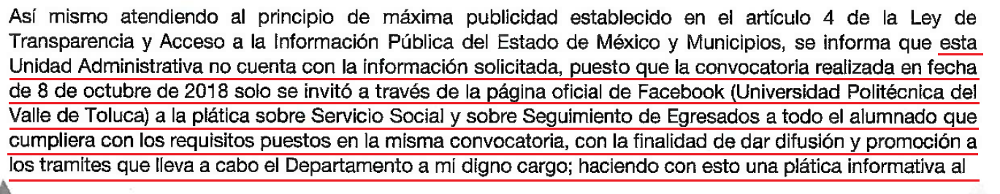 Así mismo atendiendo al principio de máxima publicidad establecido en el artículo 4 de la Ley de
Transparencia y Acceso a la Información Pública del Estado de México y Municipios, se informa que esta
Unidad Administrativa no cuenta con la información solicitada, puesto que la convocatoria realizada en fecha
de 8 de octubre de 2018 solo se invitó a través de la página oficial de Facebook (Universidad Politécnica del
Valle de Toluca) a la plática sobre Servicio Social y sobre Seguimiento de Egresados a todo el alumnado que
cumpliera con los requisitos puestos en la misma convocatoria, con la finalidad de dar difusión y promoción a
los tramites que lleva a cabo el Departamento a mi digno cargo; haciendo con esto una plática informativa al